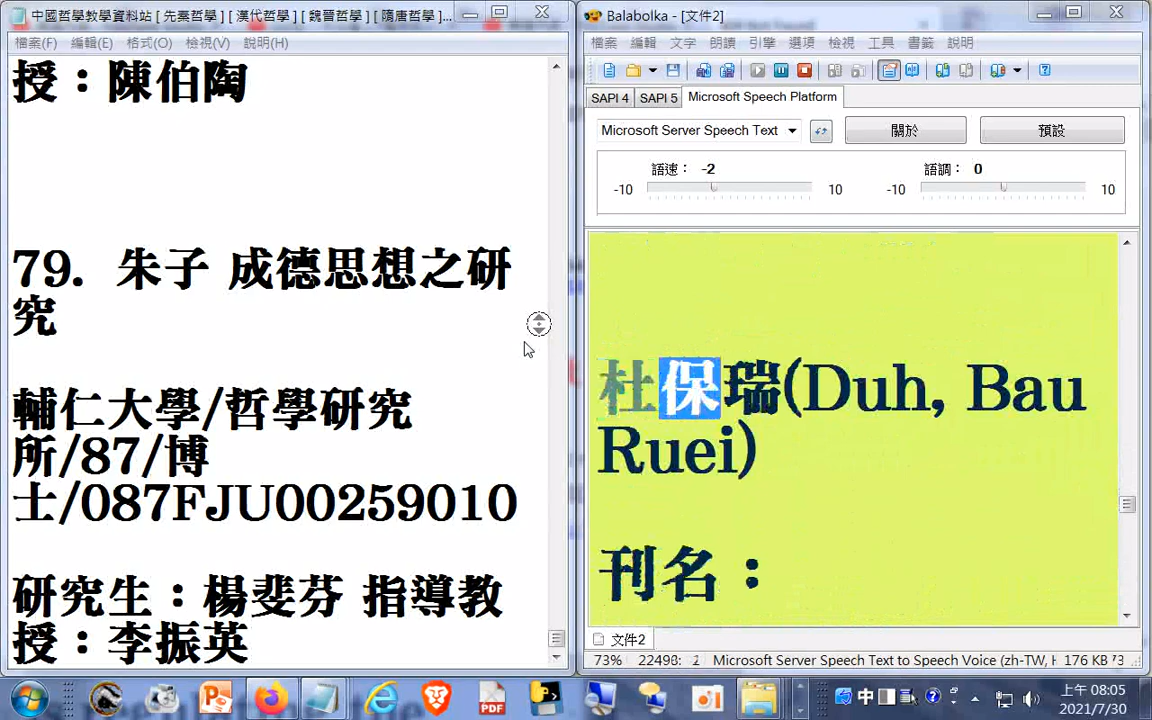 中國哲學教學資料站 [ 先秦哲學 ] [ 漢代哲學 ] [ 魏晉哲學 ] [ 隋唐哲學 ]...
檔案(F) 編輯(E) 格式(O) 檢視(V) 說明(H)
授：陳伯陶
79. 朱子 成德思想之研
究
輔仁大學/哲學研究
所/87/博
士/087FJU00259010
研究生：楊斐芬 指導教
授：李振英
Balabolka - [文件2]
檔案 編輯 文字 朗讀 引擎 選項 檢視 工具 書籤 說明
SAPI 4 SAPI 5 Microsoft Speech Platform
Microsoft Server Speech Text 關於 預設
語速： -2 語調： 0
-10 10 -10 10
杜保瑞(Duh, Bau
Ruei)
刊名：
文件2
73% 22498: 2 Microsoft Server Speech Text to Speech Voice (zh-TW, H 176 KB
中 上午 08:05
2021/7/30